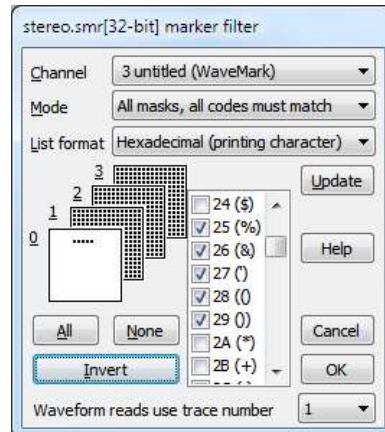 stereo.smr[32-bit] marker filter
Channel 3 untitled (WaveMark)
Mode All masks, all codes must match
List format Hexadecimal (printing character)
3
2
1
0
Update
24 ($)
25 (%)
26 (&)
27 (')
28 (()
29 ())
2A (*)
2B (+)
Help
All None Cancel
Invert OK
Waveform reads use trace number 1